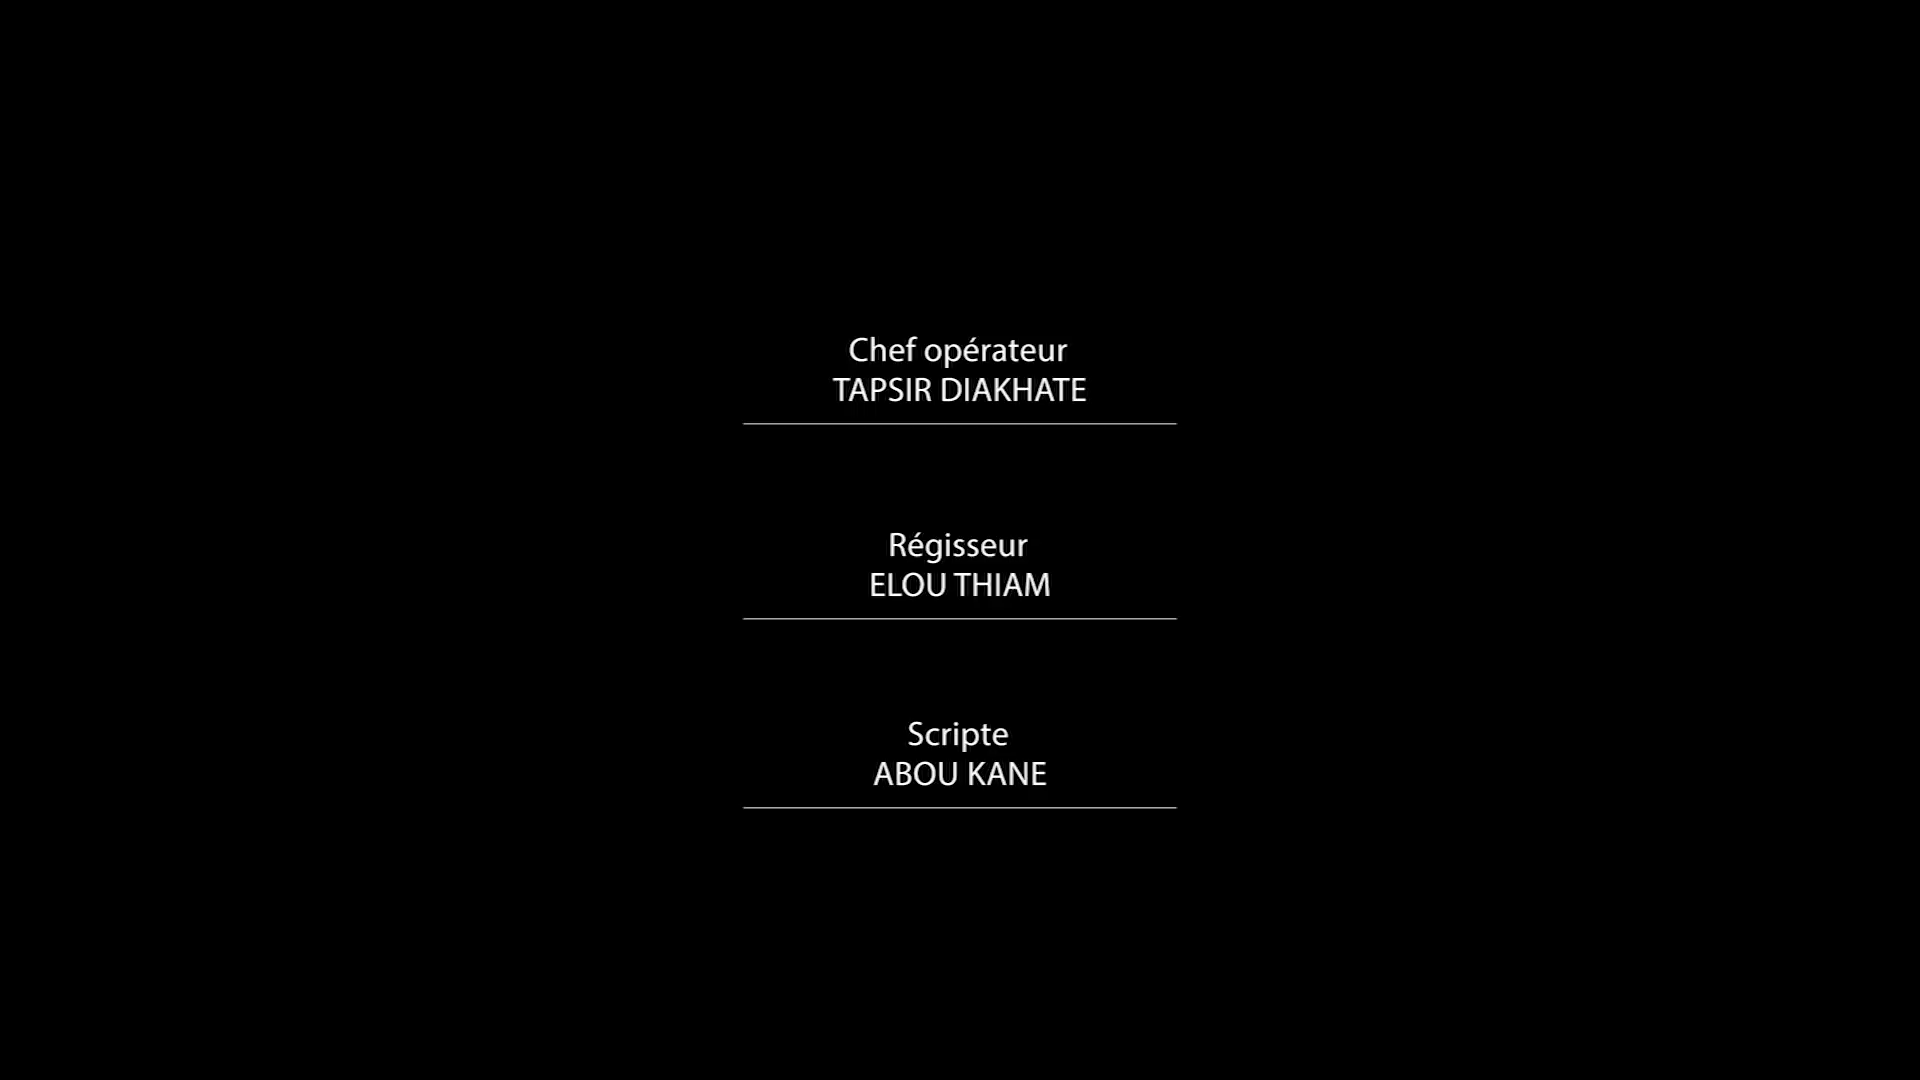 Chef opérateur
TAPSIR DIAKHATE
Régisseur
ELOU THIAM
Scripte
ABOU KANE